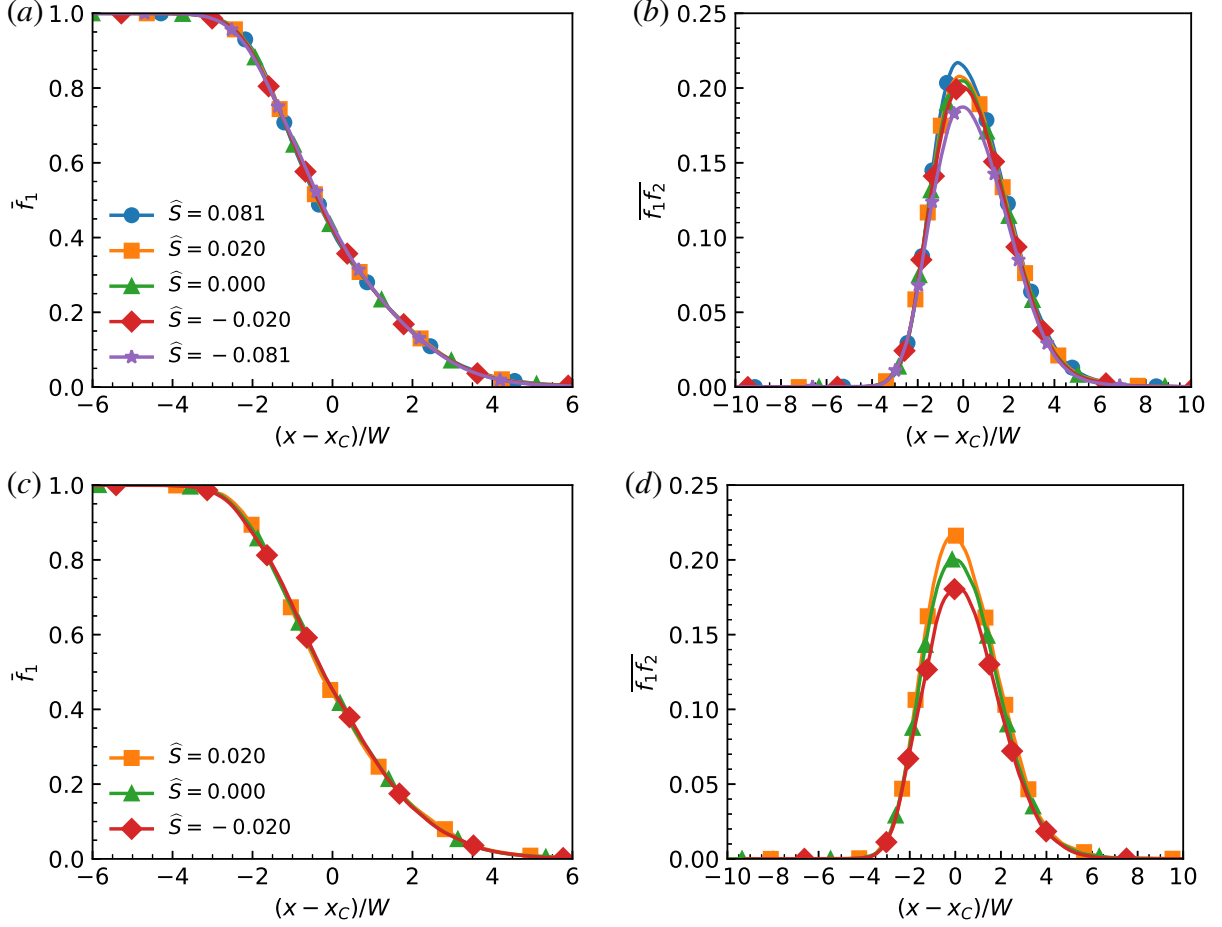 (a)
1.0
0.8
0.6
0.4
0.2
0.0
f̄₁
Ŝ = 0.081
Ŝ = 0.020
Ŝ = 0.000
Ŝ = −0.020
Ŝ = −0.081
−6 −4 −2 0 2 4 6
(x − x_C)/W
(b)
0.25
0.20
0.15
0.10
0.05
0.00
f₁f₂
−10 −8 −6 −4 −2 0 2 4 6 8 10
(x − x_C)/W
(c)
1.0
0.8
0.6
0.4
0.2
0.0
f̄₁
Ŝ = 0.020
Ŝ = 0.000
Ŝ = −0.020
−6 −4 −2 0 2 4 6
(x − x_C)/W
(d)
0.25
0.20
0.15
0.10
0.05
0.00
f₁f₂
−10 −8 −6 −4 −2 0 2 4 6 8 10
(x − x_C)/W